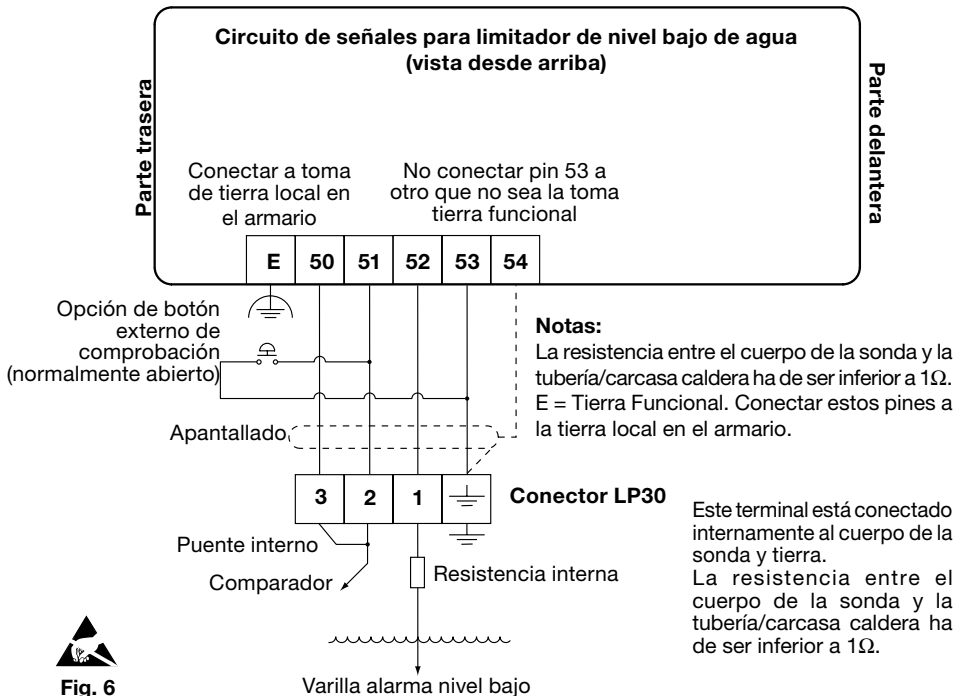 Circuito de señales para limitador de nivel bajo de agua
(vista desde arriba)
Parte trasera
Parte delantera
Conectar a toma
de tierra local en
el armario
No conectar pin 53 a
otro que no sea la toma
tierra funcional
E 50 51 52 53 54
Opción de botón
externo de
comprobación
(normalmente abierto)
Notas:
La resistencia entre el cuerpo de la sonda y la
tubería/carcasa caldera ha de ser inferior a 1Ω.
E = Tierra Funcional. Conectar estos pines a
la tierra local en el armario.
Apantallado
3 2 1
Conector LP30
Puente interno
Comparador
Resistencia interna
Este terminal está conectado
internamente al cuerpo de la
sonda y tierra.
La resistencia entre el
cuerpo de la sonda y la
tubería/carcasa caldera ha
de ser inferior a 1Ω.
Fig. 6
Varilla alarma nivel bajo